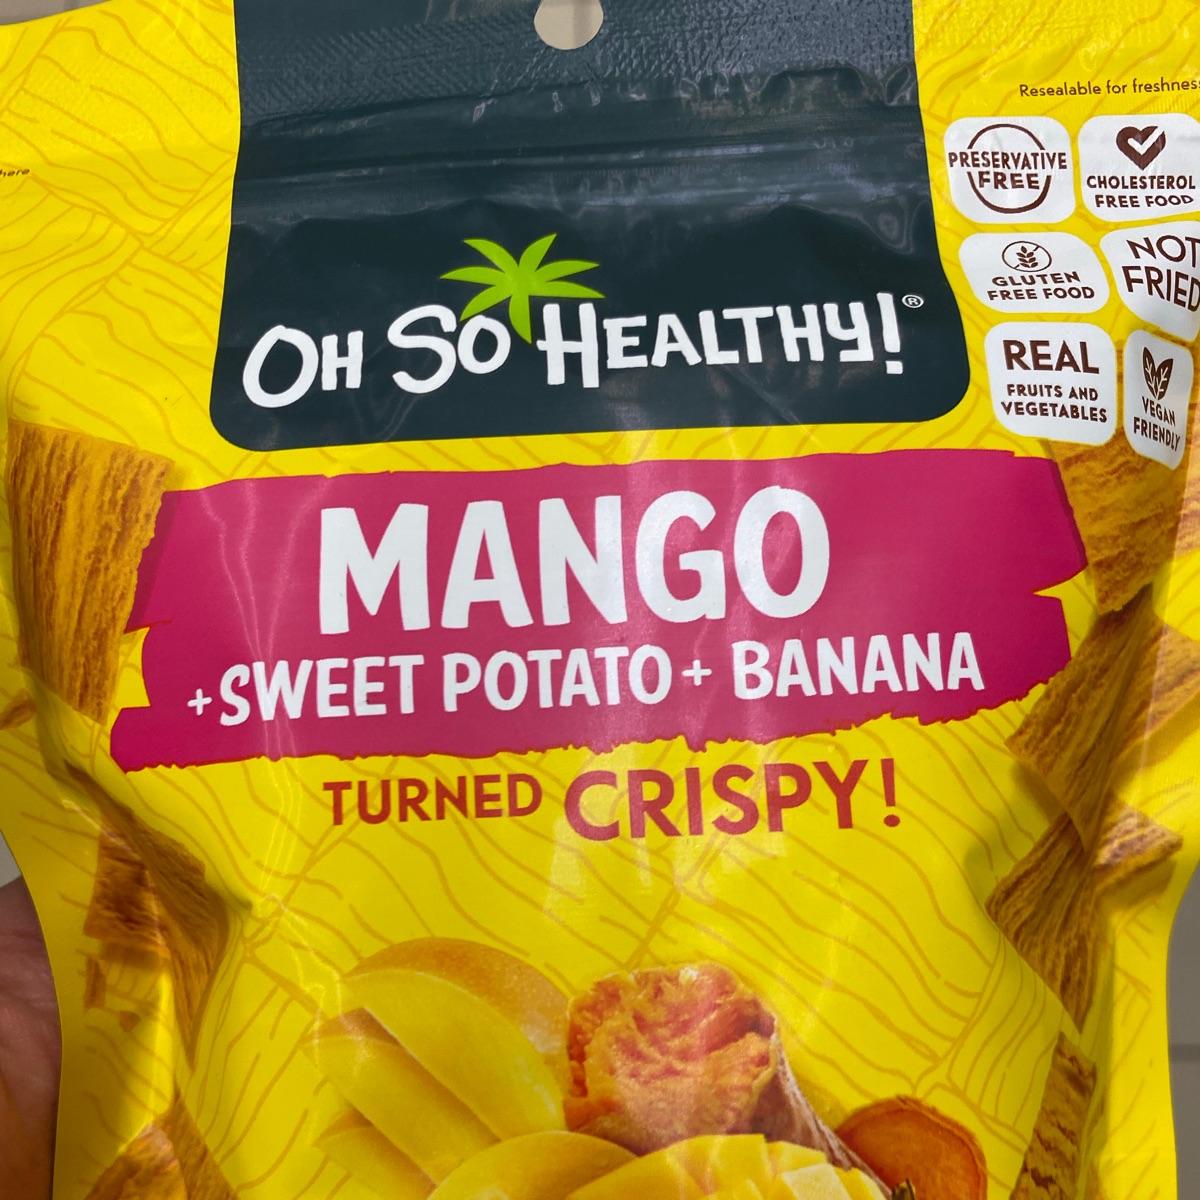 Resealable for freshness
here
PRESERVATIVE
FREE
CHOLESTEROL
FREE FOOD
GLUTEN
FREE FOOD
NOT
FRIED
REAL
FRUITS AND
VEGETABLES
VEGAN
FRIENDLY
OH SO HEALTHY!®
MANGO
+SWEET POTATO + BANANA
TURNED CRISPY!